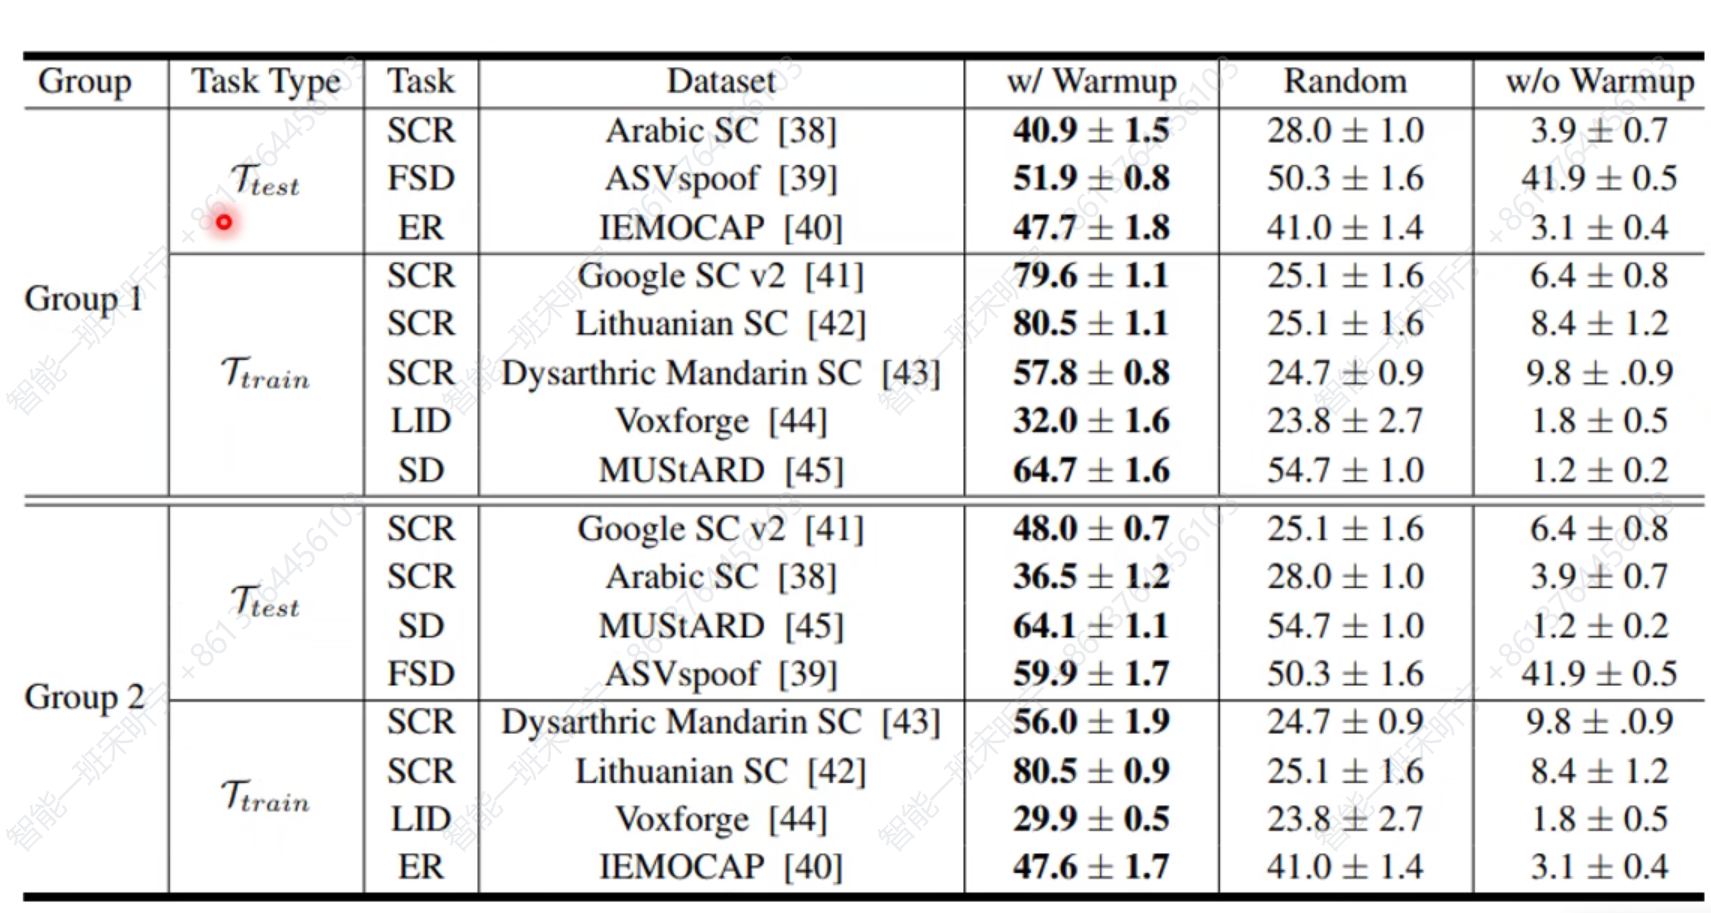 Group Task Type Task Dataset w/ Warmup Random w/o Warmup
SCR Arabic SC [38] 40.9 ± 1.5 28.0 ± 1.0 3.9 ± 0.7
𝒯test FSD ASVspoof [39] 51.9 ± 0.8 50.3 ± 1.6 41.9 ± 0.5
ER IEMOCAP [40] 47.7 ± 1.8 41.0 ± 1.4 3.1 ± 0.4
SCR Google SC v2 [41] 79.6 ± 1.1 25.1 ± 1.6 6.4 ± 0.8
Group 1
SCR Lithuanian SC [42] 80.5 ± 1.1 25.1 ± 1.6 8.4 ± 1.2
𝒯train SCR Dysarthric Mandarin SC [43] 57.8 ± 0.8 24.7 ± 0.9 9.8 ± .0.9
LID Voxforge [44] 32.0 ± 1.6 23.8 ± 2.7 1.8 ± 0.5
SD MUStARD [45] 64.7 ± 1.6 54.7 ± 1.0 1.2 ± 0.2
SCR Google SC v2 [41] 48.0 ± 0.7 25.1 ± 1.6 6.4 ± 0.8
SCR Arabic SC [38] 36.5 ± 1.2 28.0 ± 1.0 3.9 ± 0.7
𝒯test
SD MUStARD [45] 64.1 ± 1.1 54.7 ± 1.0 1.2 ± 0.2
FSD ASVspoof [39] 59.9 ± 1.7 50.3 ± 1.6 41.9 ± 0.5
Group 2
SCR Dysarthric Mandarin SC [43] 56.0 ± 1.9 24.7 ± 0.9 9.8 ± .0.9
SCR Lithuanian SC [42] 80.5 ± 0.9 25.1 ± 1.6 8.4 ± 1.2
𝒯train
LID Voxforge [44] 29.9 ± 0.5 23.8 ± 2.7 1.8 ± 0.5
ER IEMOCAP [40] 47.6 ± 1.7 41.0 ± 1.4 3.1 ± 0.4
智能一班宋昕宁 +8613764456103